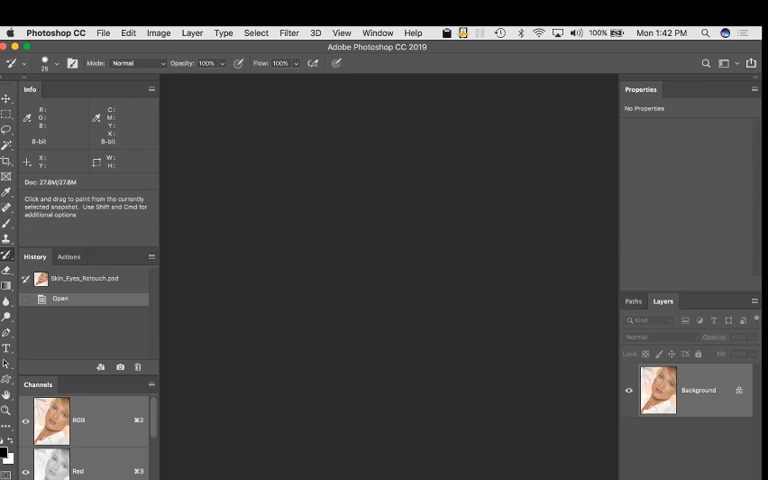 Photoshop CC File Edit Image Layer Type Select Filter 3D View Window Help 100% Mon 1:42 PM
Adobe Photoshop CC 2019
25 Mode: Normal Opacity: 100% Flow: 100%
Info
R:
G:
B:
8-bit
C:
M:
Y:
K:
8-bit
X:
Y:
W:
H:
Doc: 27.8M/27.8M
Click and drag to paint from the currently
selected snapshot. Use Shift and Cmd for
additional options
History Actions
Skin_Eyes_Retouch.psd
Open
Channels
RGB ⌘2
Red ⌘3
Properties
No Properties
Paths Layers
Kind
Normal Opacity: 100%
Lock: Fill:
Background